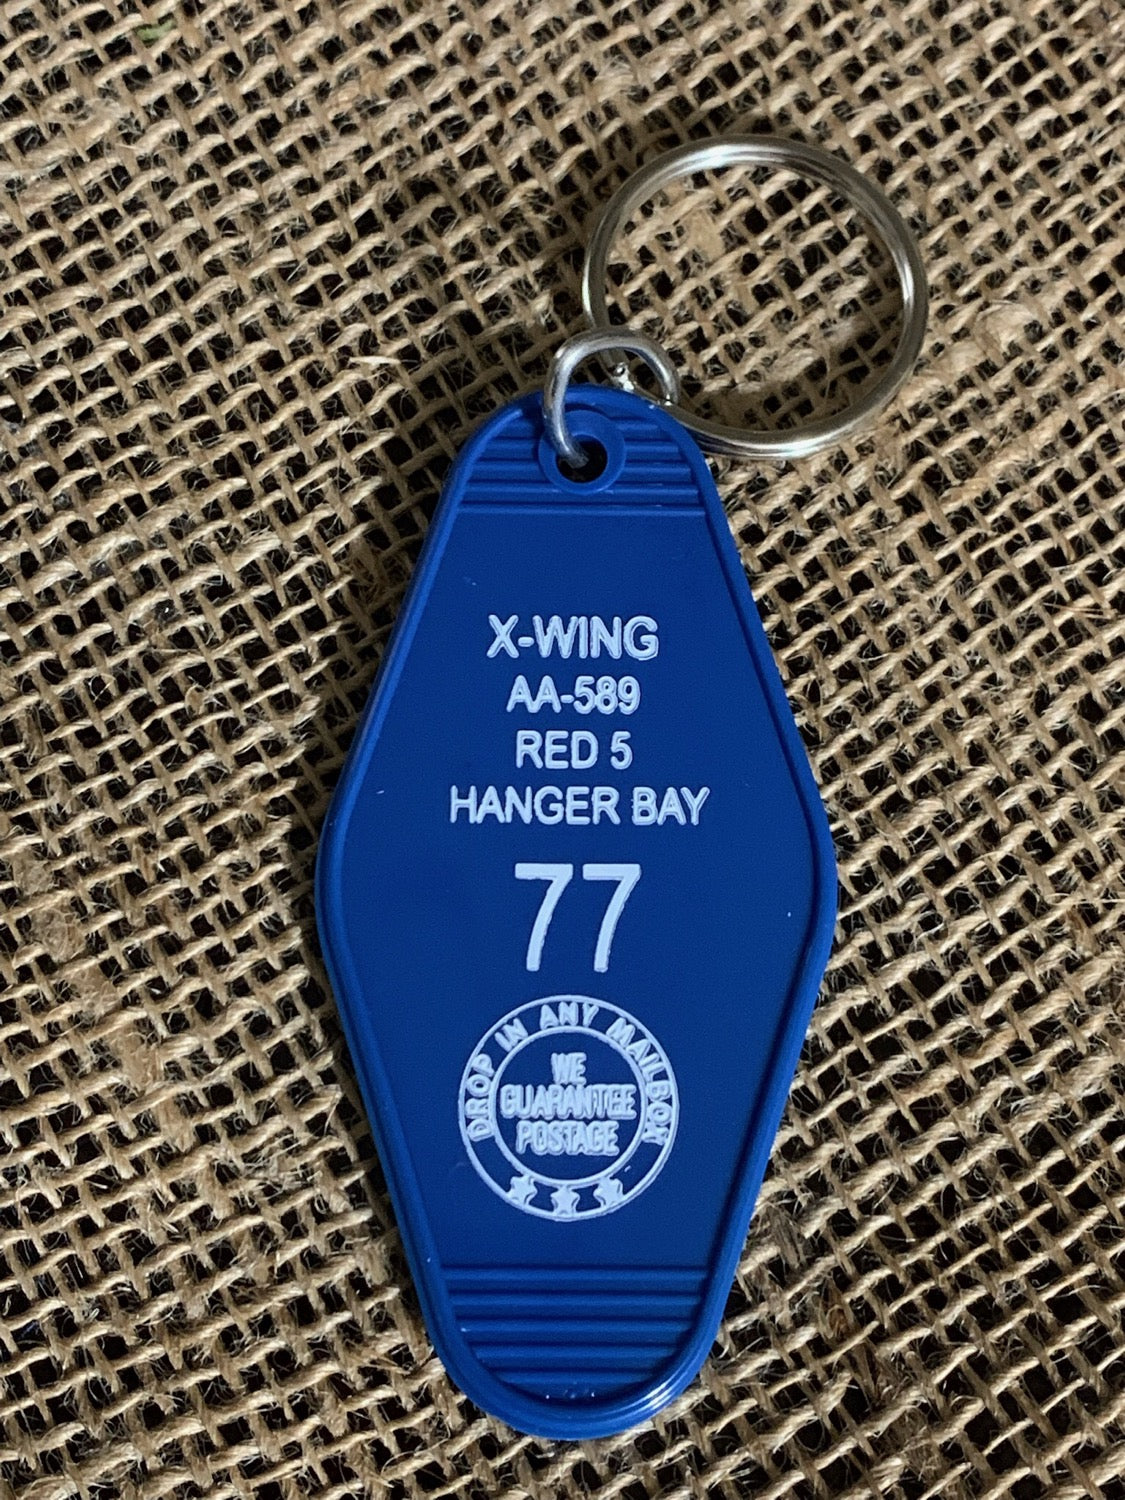 X-WING
AA-589
RED 5
HANGER BAY
77
DROP IN ANY MAILBOX
WE
GUARANTEE
POSTAGE